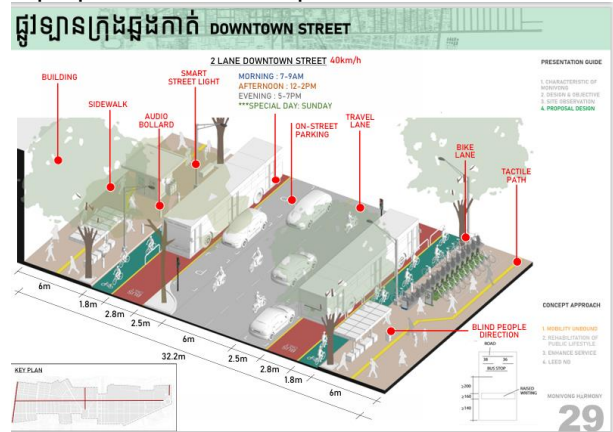 ផ្លូវឡានក្រុងឆ្លងកាត់ DOWNTOWN STREET
2 LANE DOWNTOWN STREET 40km/h
MORNING : 7-9AM
AFTERNOON : 12-2PM
EVENING : 5-7PM
***SPECIAL DAY: SUNDAY
BUILDING
SIDEWALK
AUDIO
BOLLARD
SMART
STREET LIGHT
ON-STREET
PARKING
TRAVEL
LANE
BIKE
LANE
TACTILE
PATH
BLIND PEOPLE
DIRECTION
6m
1.8m
2.8m
2.5m
6m
32.2m
2.5m
2.8m
1.8m
6m
PRESENTATION GUIDE
1. CHARACTERISTIC OF
MONIVONG
2. DESIGN & OBJECTIVE
3. SITE OBSERVATION
4. PROPOSAL DESIGN
CONCEPT APPROACH
1. MOBILITY UNBOUND
2. REHABILITATION OF
PUBLIC LIFESTYLE
3. ENHANCE SERVICE
4. LEED ND
ROAD
BUS STOP
RAISED
WRITING
KEY PLAN
MONIVONG HARMONY
29